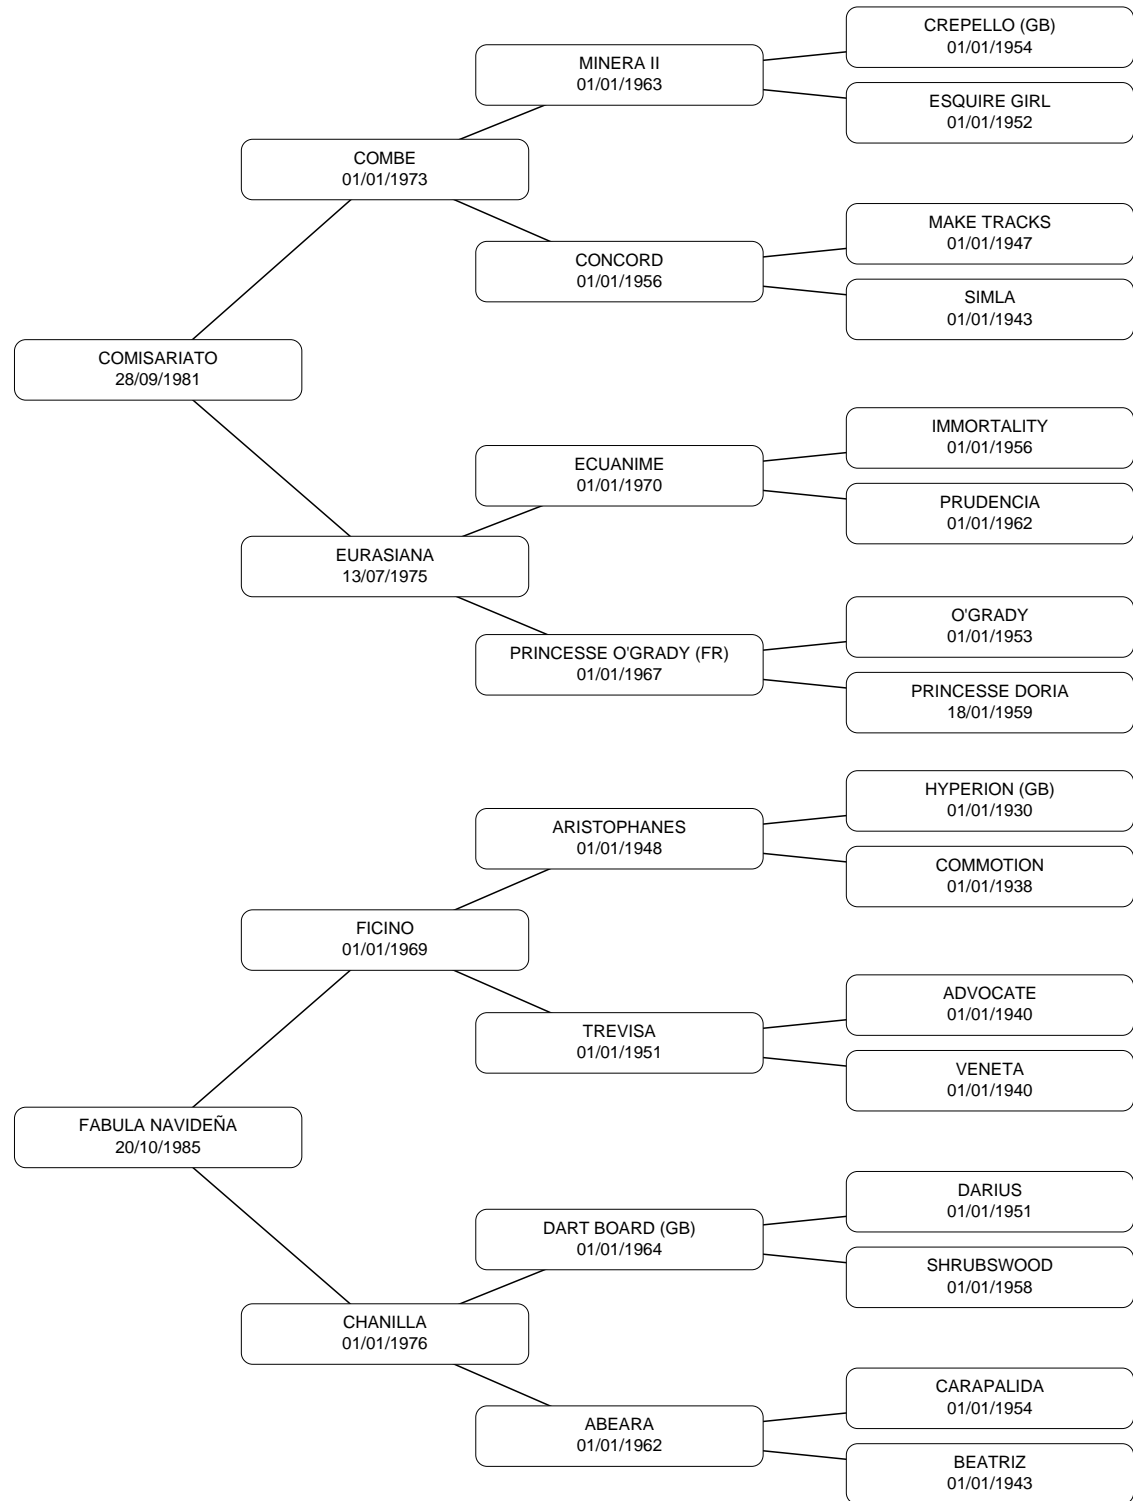 CREPELLO (GB)
01/01/1954
MINERA II
01/01/1963
ESQUIRE GIRL
01/01/1952
COMBE
01/01/1973
MAKE TRACKS
01/01/1947
CONCORD
01/01/1956
SIMLA
01/01/1943
COMISARIATO
28/09/1981
IMMORTALITY
01/01/1956
ECUANIME
01/01/1970
PRUDENCIA
01/01/1962
EURASIANA
13/07/1975
O'GRADY
01/01/1953
PRINCESSE O'GRADY (FR)
01/01/1967
PRINCESSE DORIA
18/01/1959
HYPERION (GB)
01/01/1930
ARISTOPHANES
01/01/1948
COMMOTION
01/01/1938
FICINO
01/01/1969
ADVOCATE
01/01/1940
TREVISA
01/01/1951
VENETA
01/01/1940
FABULA NAVIDEÑA
20/10/1985
DARIUS
01/01/1951
DART BOARD (GB)
01/01/1964
SHRUBSWOOD
01/01/1958
CHANILLA
01/01/1976
CARAPALIDA
01/01/1954
ABEARA
01/01/1962
BEATRIZ
01/01/1943